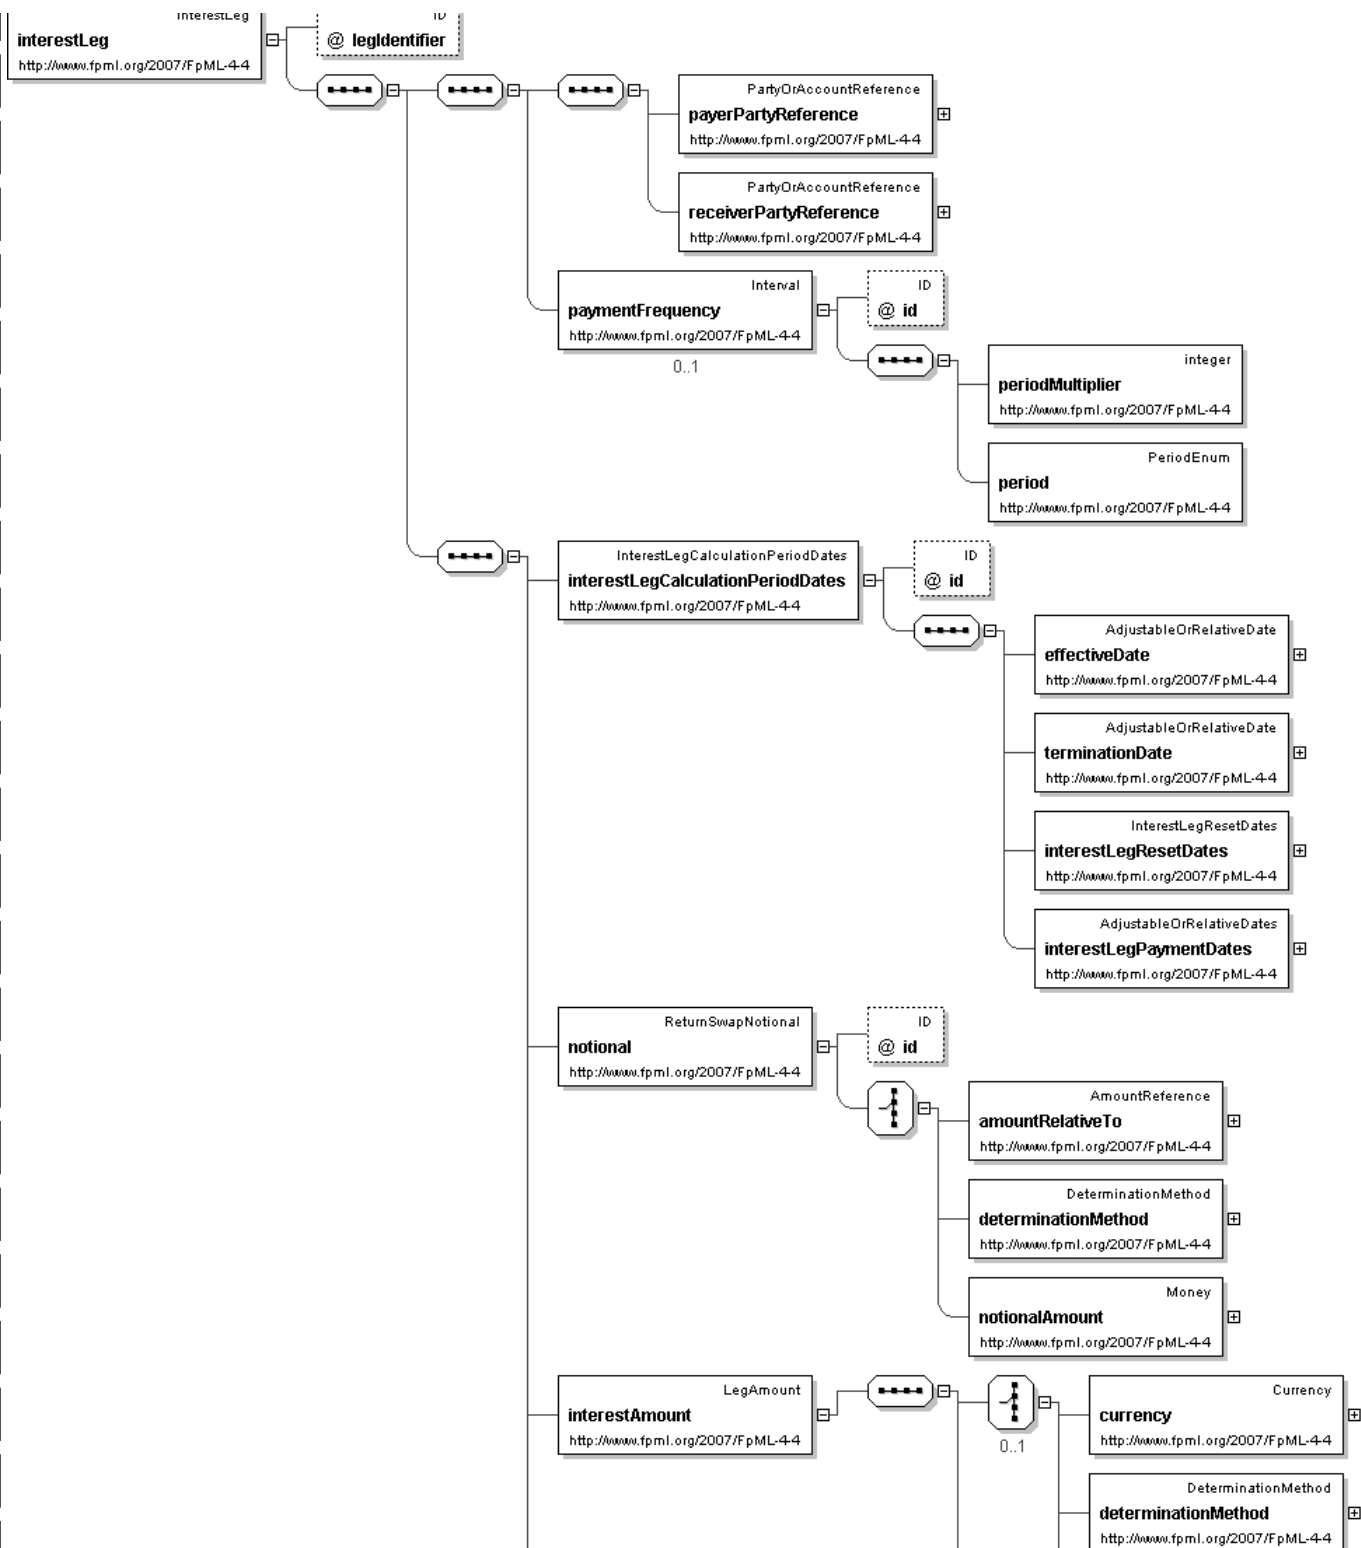 InterestLeg
interestLeg
http://www.fpml.org/2007/FpML-4-4
ID
@ legIdentifier
PartyOrAccountReference
payerPartyReference
http://www.fpml.org/2007/FpML-4-4
PartyOrAccountReference
receiverPartyReference
http://www.fpml.org/2007/FpML-4-4
Interval
paymentFrequency
http://www.fpml.org/2007/FpML-4-4
0..1
ID
@ id
integer
periodMultiplier
http://www.fpml.org/2007/FpML-4-4
PeriodEnum
period
http://www.fpml.org/2007/FpML-4-4
InterestLegCalculationPeriodDates
interestLegCalculationPeriodDates
http://www.fpml.org/2007/FpML-4-4
ID
@ id
AdjustableOrRelativeDate
effectiveDate
http://www.fpml.org/2007/FpML-4-4
AdjustableOrRelativeDate
terminationDate
http://www.fpml.org/2007/FpML-4-4
InterestLegResetDates
interestLegResetDates
http://www.fpml.org/2007/FpML-4-4
AdjustableOrRelativeDates
interestLegPaymentDates
http://www.fpml.org/2007/FpML-4-4
ReturnSwapNotional
notional
http://www.fpml.org/2007/FpML-4-4
ID
@ id
AmountReference
amountRelativeTo
http://www.fpml.org/2007/FpML-4-4
DeterminationMethod
determinationMethod
http://www.fpml.org/2007/FpML-4-4
Money
notionalAmount
http://www.fpml.org/2007/FpML-4-4
LegAmount
interestAmount
http://www.fpml.org/2007/FpML-4-4
0..1
Currency
currency
http://www.fpml.org/2007/FpML-4-4
DeterminationMethod
determinationMethod
http://www.fpml.org/2007/FpML-4-4